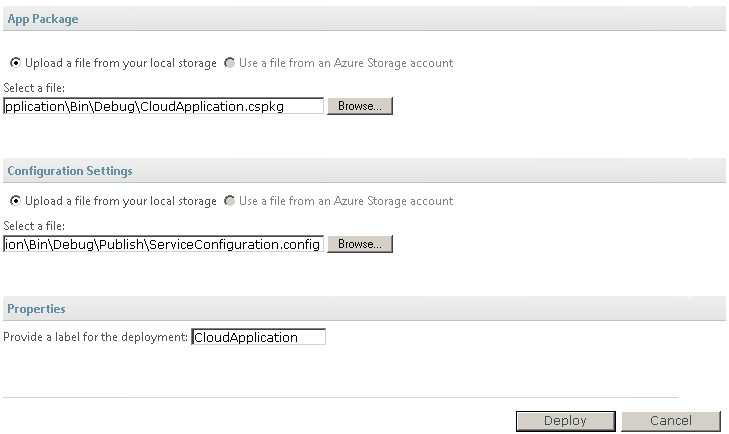 App Package
Upload a file from your local storage Use a file from an Azure Storage account
Select a file:
pplication\Bin\Debug\CloudApplication.cspkg Browse...
Configuration Settings
Upload a file from your local storage Use a file from an Azure Storage account
Select a file:
ion\Bin\Debug\Publish\ServiceConfiguration.config Browse...
Properties
Provide a label for the deployment: CloudApplication
Deploy Cancel